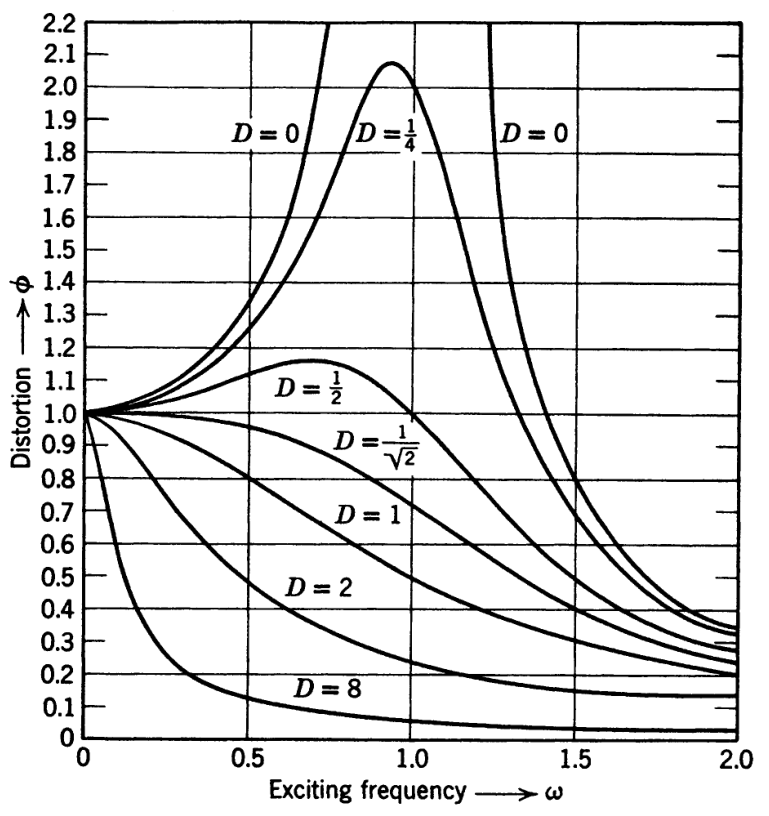 2.2
2.1
2.0
1.9
1.8
1.7
1.6
1.5
1.4
1.3
1.2
1.1
1.0
0.9
0.8
0.7
0.6
0.5
0.4
0.3
0.2
0.1
0
Distortion ⟶ ϕ
D = 0
D = 1/4
D = 0
D = 1/2
D = 1/√2
D = 1
D = 2
D = 8
0 0.5 1.0 1.5 2.0
Exciting frequency ⟶ ω